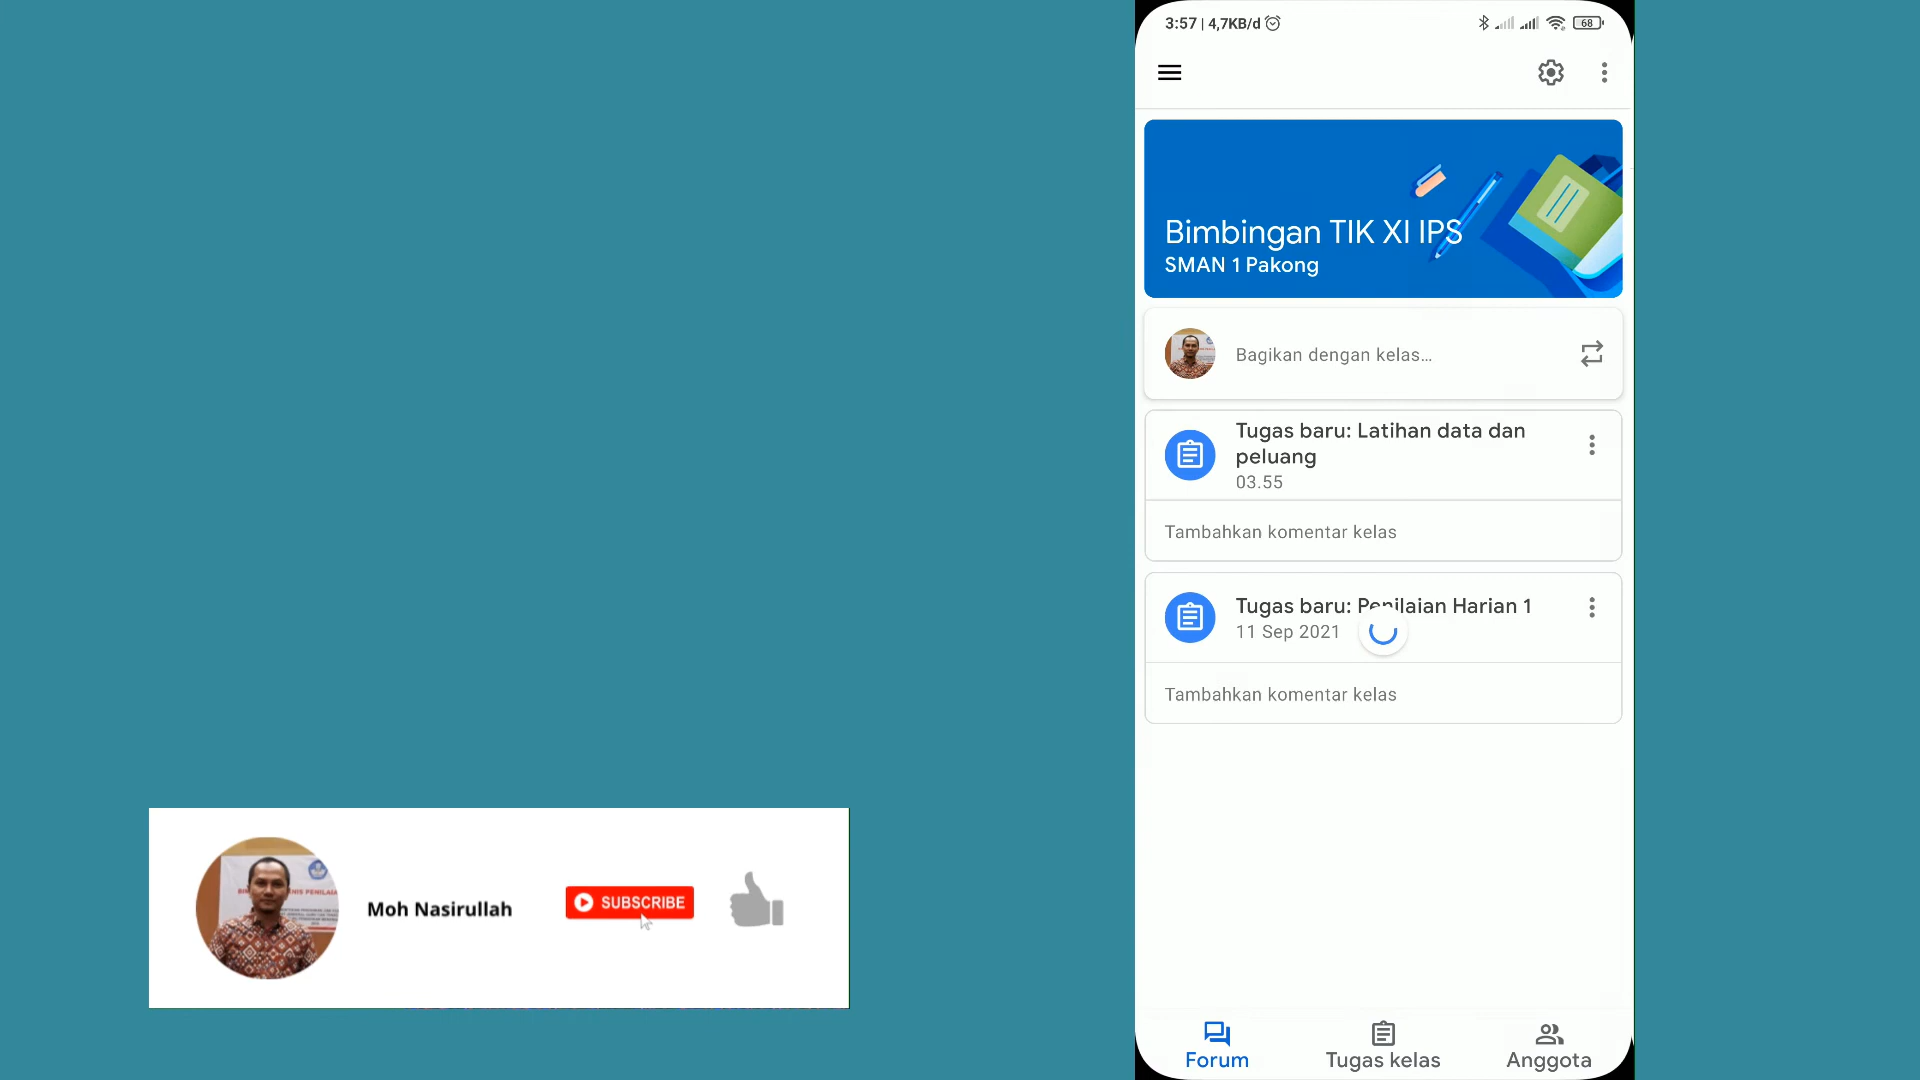 3:57 | 4,7KB/d
68
Bimbingan TIK XI IPS
SMAN 1 Pakong
Bagikan dengan kelas...
Tugas baru: Latihan data dan
peluang
03.55
Tambahkan komentar kelas
Tugas baru: Penilaian Harian 1
11 Sep 2021
Tambahkan komentar kelas
Moh Nasirullah
SUBSCRIBE
Forum
Tugas kelas
Anggota